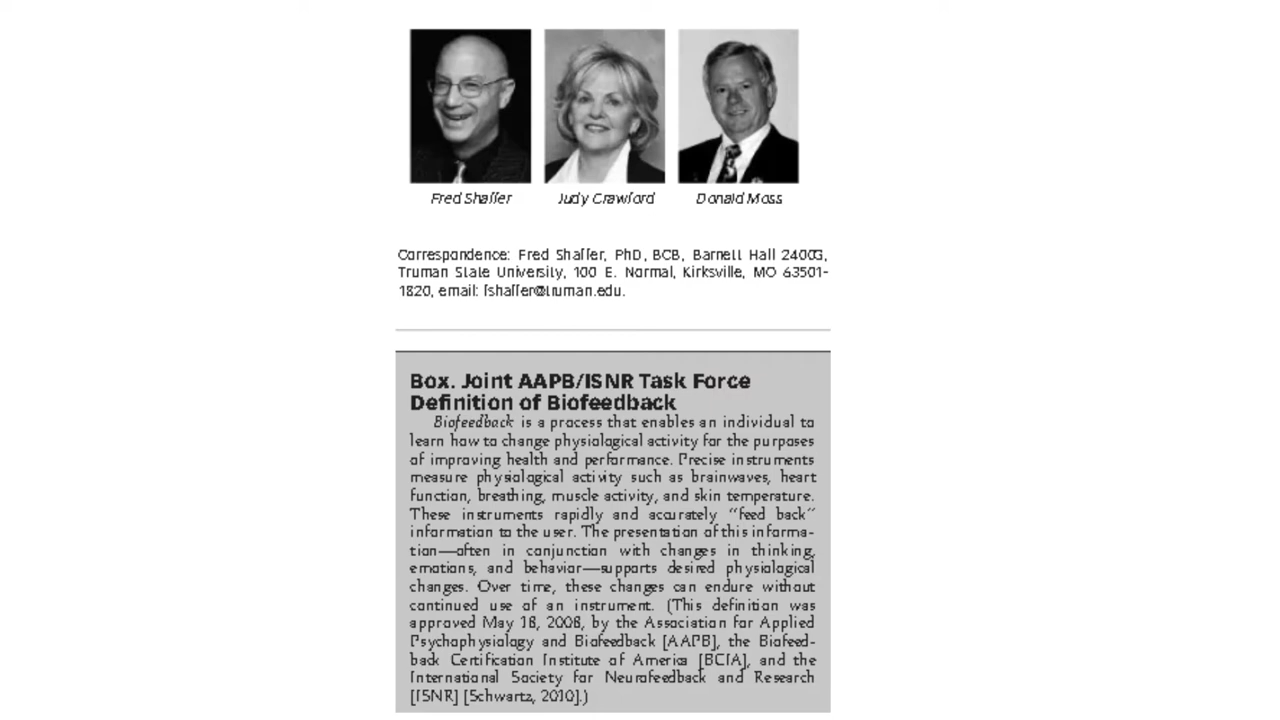 Fred Shaffer Judy Crawford Donald Moss
Correspondence: Fred Shaffer, PhD, BCB, Barnett Hall 2400G,
Truman State University, 100 E. Normal, Kirksville, MO 63501-
1820, email: fshaffer@truman.edu.
Box. Joint AAPB/ISNR Task Force
Definition of Biofeedback
Biofeedback is a process that enables an individual to
learn how to change physiological activity for the purposes
of improving health and performance. Precise instruments
measure physiological activity such as brainwaves, heart
function, breathing, muscle activity, and skin temperature.
These instruments rapidly and accurately “feed back”
information to the user. The presentation of this informa-
tion—often in conjunction with changes in thinking,
emotions, and behavior—supports desired physiological
changes. Over time, these changes can endure without
continued use of an instrument. (This definition was
approved May 18, 2008, by the Association for Applied
Psychophysiology and Biofeedback [AAPB], the Biofeed-
back Certification Institute of America [BCIA], and the
International Society for Neurofeedback and Research
[ISNR] [Schwartz, 2010].)